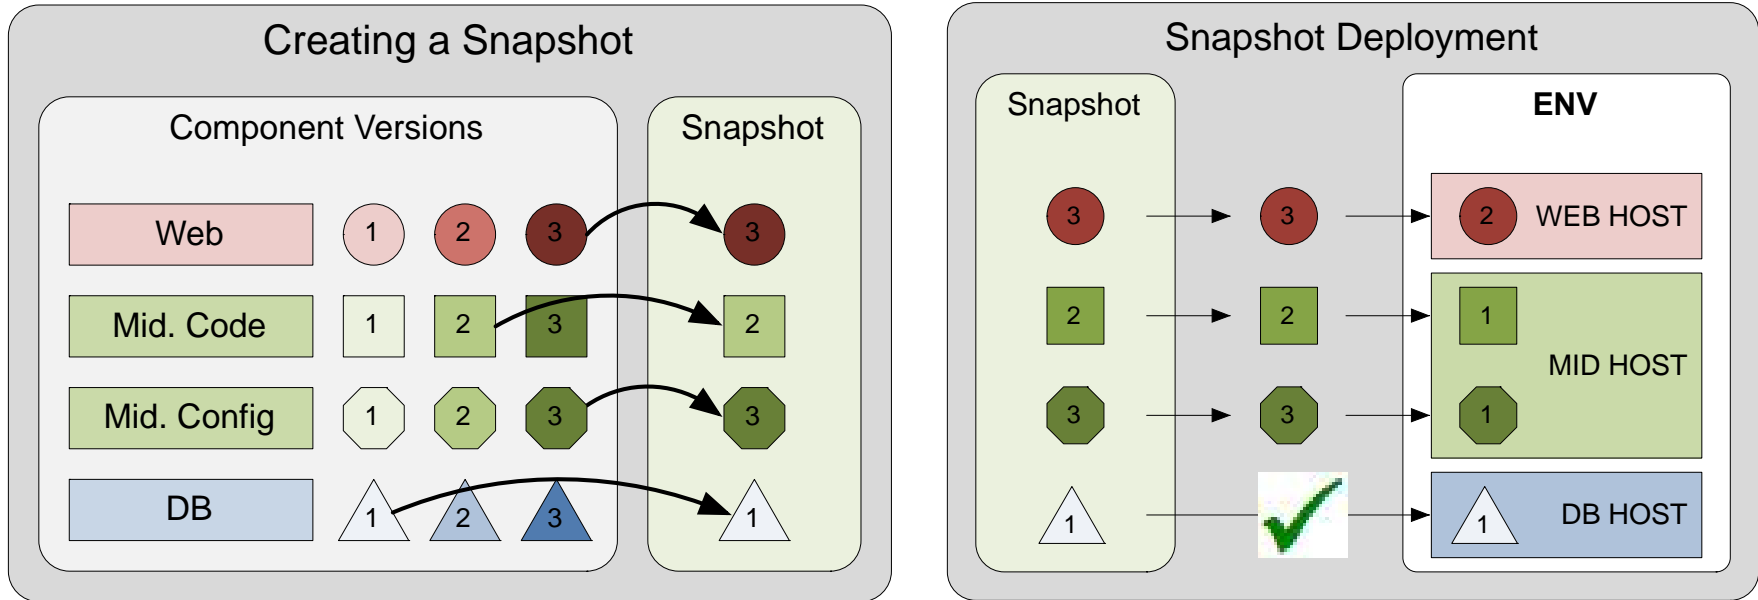 Creating a Snapshot
Component Versions
Snapshot
Web 1 2 3 3
Mid. Code 1 2 3 2
Mid. Config 1 2 3 3
DB 1 2 3 1
Snapshot Deployment
Snapshot
ENV
3 3 2 WEB HOST
2 2 1
MID HOST
3 3 1
1 1 DB HOST